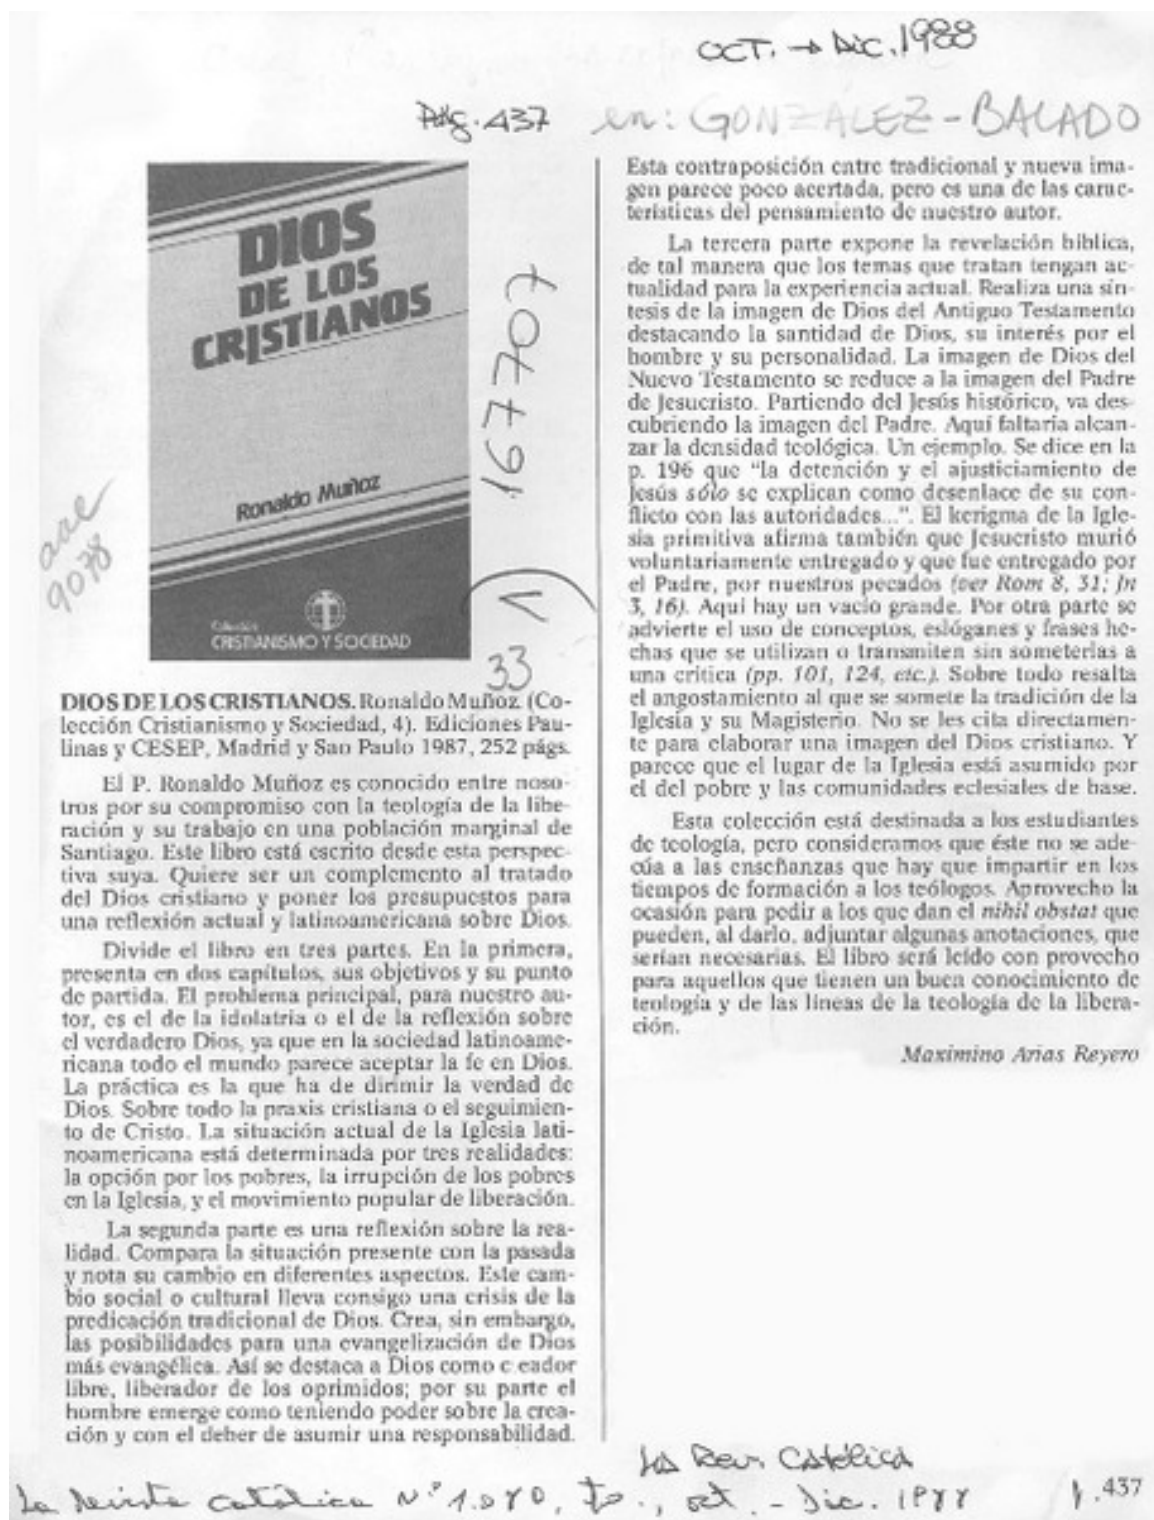 OCT. → Dic. 1988
Pág. 437 en: GONZALEZ-BALADO
DIOS
DE LOS
CRISTIANOS
Ronaldo Muñoz
Colección
CRISTIANISMO Y SOCIEDAD
167707
9078
33
DIOS DE LOS CRISTIANOS. Ronaldo Muñoz. (Co-
lección Cristianismo y Sociedad, 4). Ediciones Pau-
linas y CESEP, Madrid y Sao Paulo 1987, 252 págs.
El P. Ronaldo Muñoz es conocido entre noso-
tros por su compromiso con la teología de la libe-
ración y su trabajo en una población marginal de
Santiago. Este libro está escrito desde esta perspec-
tiva suya. Quiere ser un complemento al tratado
del Dios cristiano y poner los presupuestos para
una reflexión actual y latinoamericana sobre Dios.
Divide el libro en tres partes. En la primera,
presenta en dos capítulos, sus objetivos y su punto
de partida. El problema principal, para nuestro au-
tor, es el de la idolatría o el de la reflexión sobre
el verdadero Dios, ya que en la sociedad latinoame-
ricana todo el mundo parece aceptar la fe en Dios.
La práctica es la que ha de dirimir la verdad de
Dios. Sobre todo la praxis cristiana o el seguimien-
to de Cristo. La situación actual de la Iglesia lati-
noamericana está determinada por tres realidades:
la opción por los pobres, la irrupción de los pobres
en la Iglesia, y el movimiento popular de liberación.
La segunda parte es una reflexión sobre la rea-
lidad. Compara la situación presente con la pasada
y nota su cambio en diferentes aspectos. Este cam-
bio social o cultural lleva consigo una crisis de la
predicación tradicional de Dios. Crea, sin embargo,
las posibilidades para una evangelización de Dios
más evangélica. Así se destaca a Dios como c eador
libre, liberador de los oprimidos; por su parte el
hombre emerge como teniendo poder sobre la crea-
ción y con el deber de asumir una responsabilidad.
Esta contraposición entre tradicional y nueva ima-
gen parece poco acertada, pero es una de las carac-
terísticas del pensamiento de nuestro autor.
La tercera parte expone la revelación bíblica,
de tal manera que los temas que tratan tengan ac-
tualidad para la experiencia actual. Realiza una sín-
tesis de la imagen de Dios del Antiguo Testamento
destacando la santidad de Dios, su interés por el
hombre y su personalidad. La imagen de Dios del
Nuevo Testamento se reduce a la imagen del Padre
de Jesucristo. Partiendo del Jesús histórico, va des-
cubriendo la imagen del Padre. Aquí faltaría alcan-
zar la densidad teológica. Un ejemplo. Se dice en la
p. 196 que "la detención y el ajusticiamiento de
Jesús sólo se explican como desenlace de su con-
flicto con las autoridades...". El kerigma de la Igle-
sia primitiva afirma también que Jesucristo murió
voluntariamente entregado y que fue entregado por
el Padre, por nuestros pecados (ver Rom 8, 31; Jn
3, 16). Aquí hay un vacío grande. Por otra parte se
advierte el uso de conceptos, eslóganes y frases he-
chas que se utilizan o transmiten sin someterlas a
una crítica (pp. 101, 124, etc.). Sobre todo resalta
el angostamiento al que se somete la tradición de la
Iglesia y su Magisterio. No se les cita directamen-
te para elaborar una imagen del Dios cristiano. Y
parece que el lugar de la Iglesia está asumido por
el del pobre y las comunidades eclesiales de base.
Esta colección está destinada a los estudiantes
de teología, pero consideramos que éste no se ade-
cúa a las enseñanzas que hay que impartir en los
tiempos de formación a los teólogos. Aprovecho la
ocasión para pedir a los que dan el nihil obstat que
pueden, al darlo, adjuntar algunas anotaciones, que
serían necesarias. El libro será leído con provecho
para aquellos que tienen un buen conocimiento de
teología y de las líneas de la teología de la libera-
ción.
Maximino Arias Reyero
La Rev. Católica
La Revista católica N° 1.080, oct. - Dic. 1988 p. 437